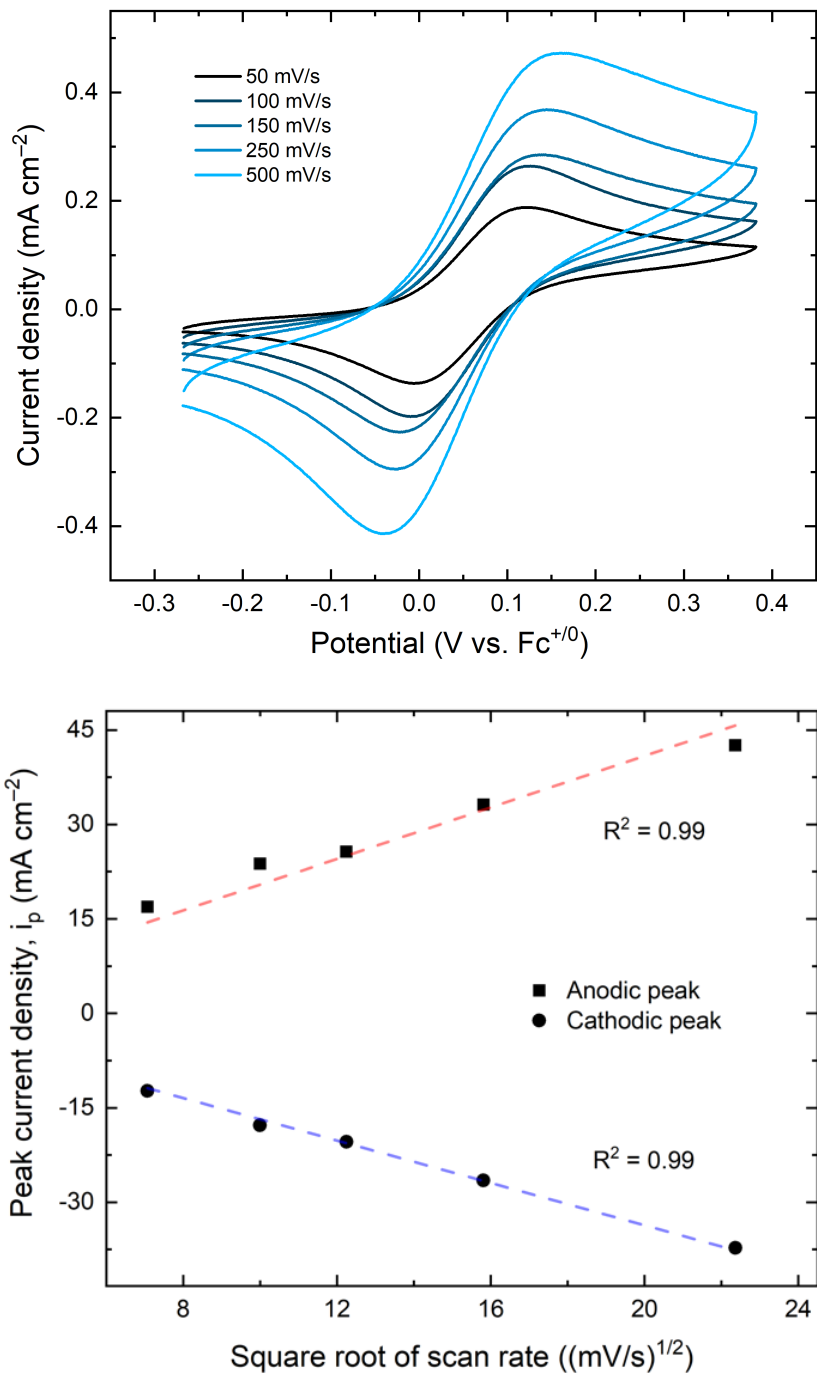 50 mV/s
100 mV/s
150 mV/s
250 mV/s
500 mV/s
0.4
0.2
0.0
-0.2
-0.4
Current density (mA cm⁻²)
-0.3 -0.2 -0.1 0.0 0.1 0.2 0.3 0.4
Potential (V vs. Fc⁺/⁰)
45
30
15
0
-15
-30
Peak current density, iₚ (mA cm⁻²)
R² = 0.99
Anodic peak
Cathodic peak
R² = 0.99
8 12 16 20 24
Square root of scan rate ((mV/s)¹/²)